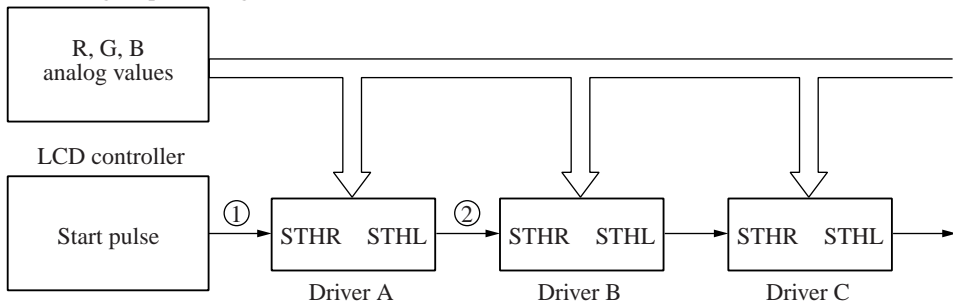 R, G, B
analog values
LCD controller
Start pulse
①
STHR STHL
②
STHR STHL
STHR STHL
Driver A
Driver B
Driver C